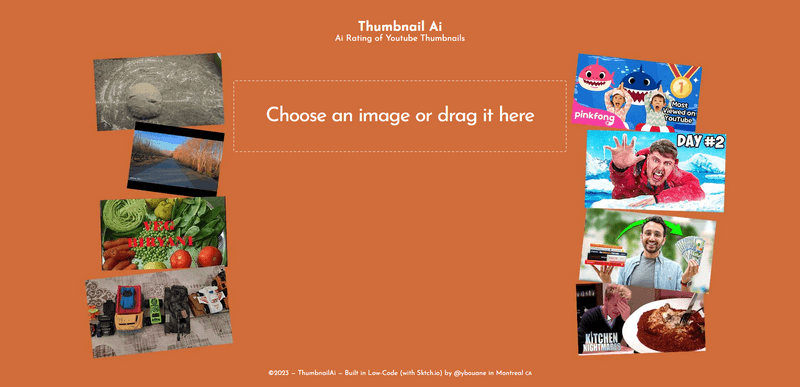 Thumbnail Ai
Ai Rating of Youtube Thumbnails
Choose an image or drag it here
VEG
BIRYANI
pinkfong
1
Most
Viewed on
YouTube
DAY #2
KITCHEN
NIGHTMARES
©2023 – ThumbnailAi – Built in Low-Code (with Sktch.io) by @ybouane in Montreal CA